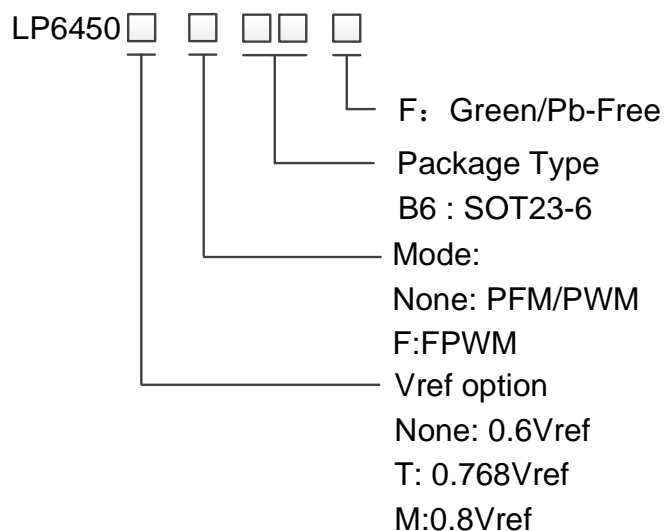 LP6450
F：Green/Pb-Free
Package Type
B6 : SOT23-6
Mode:
None: PFM/PWM
F:FPWM
Vref option
None: 0.6Vref
T: 0.768Vref
M:0.8Vref